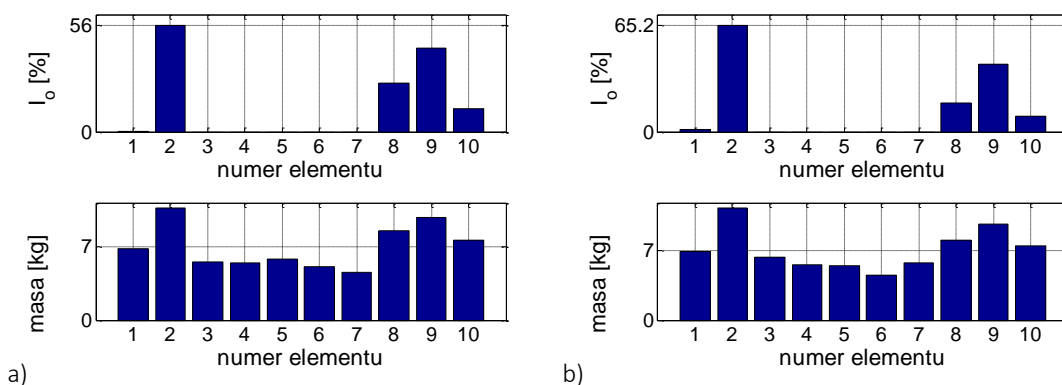 56
0
I_o [%]
1 2 3 4 5 6 7 8 9 10
numer elementu
7
0
masa [kg]
1 2 3 4 5 6 7 8 9 10
numer elementu
a)
65.2
0
I_o [%]
1 2 3 4 5 6 7 8 9 10
numer elementu
7
0
masa [kg]
1 2 3 4 5 6 7 8 9 10
numer elementu
b)